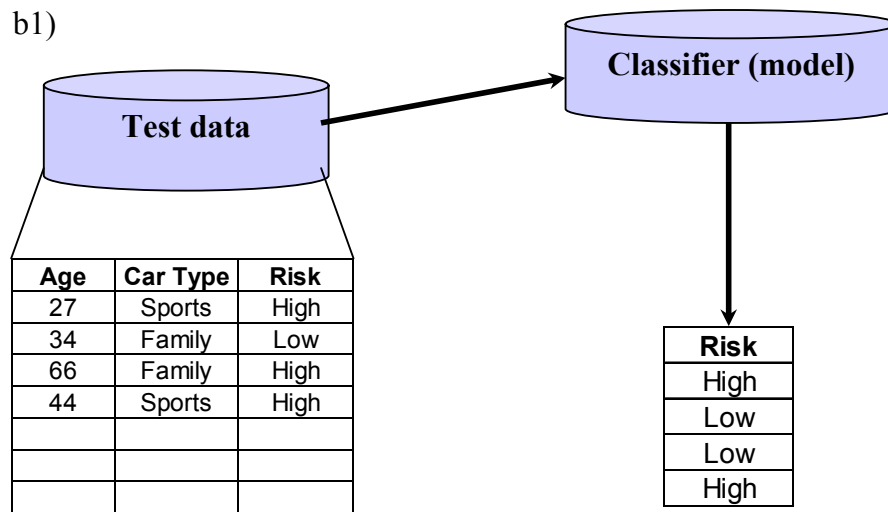 b1)
Classifier (model)
Test data
Age Car Type Risk
27 Sports High
34 Family Low
66 Family High
44 Sports High
Risk
High
Low
Low
High